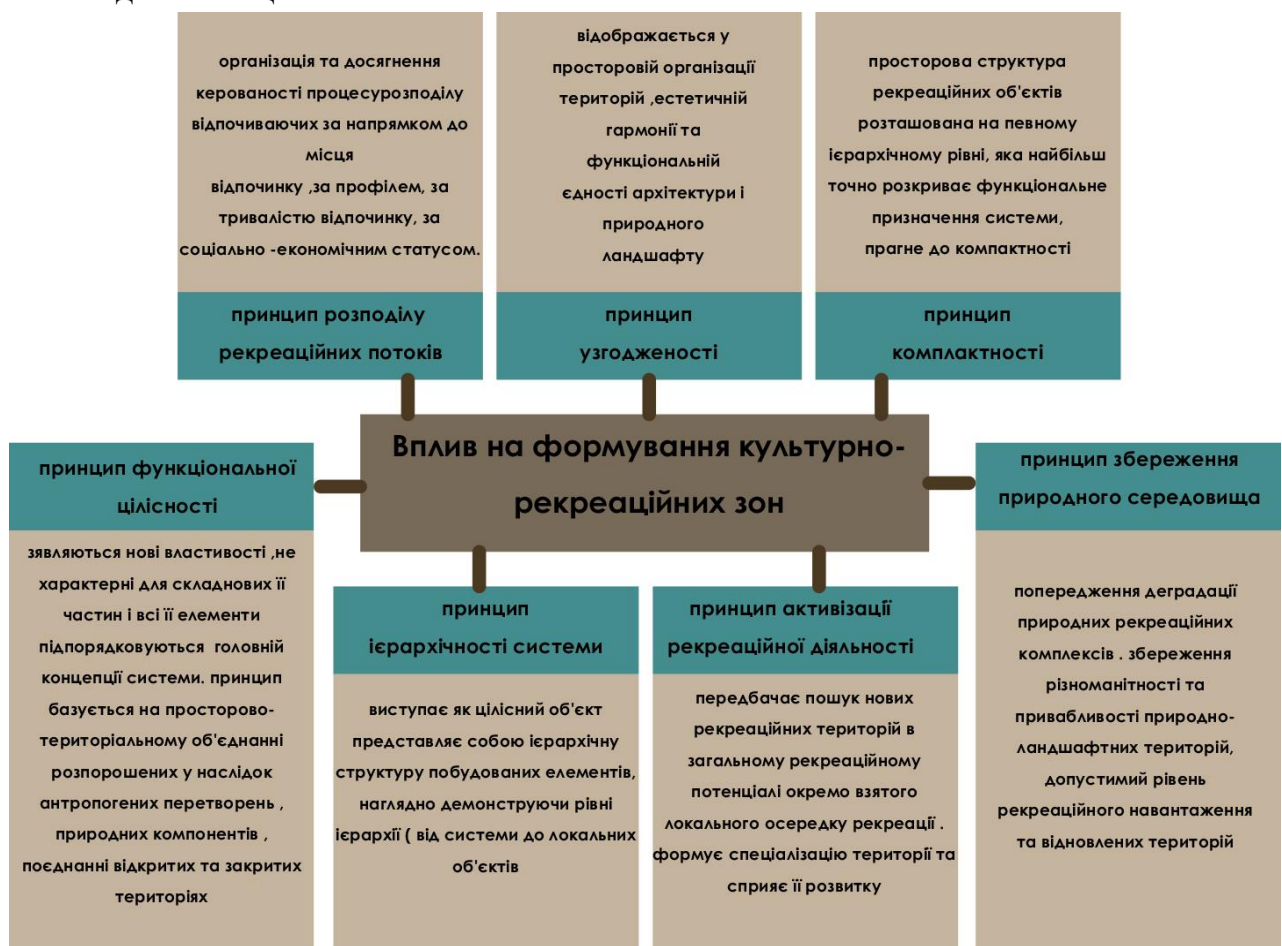 організація та досягнення
керованості процесурозподілу
відпочиваючих за напрямком до
місця
відпочинку ,за профілем, за
тривалістю відпочинку, за
соціально -економічним статусом.
принцип розподілу
рекреаційних потоків
відображається у
просторовій організації
територій ,естетичній
гармонії та
функціональній
єдності архітектури і
природного
ландшафту
принцип
узгодженості
просторова структура
рекреаційних об'єктів
розташована на певному
ієрархічному рівні, яка найбільш
точно розкриває функціональне
призначення системи,
прагне до компактності
принцип
комплактності
Вплив на формування культурно-
рекреаційних зон
принцип функціональної
цілісності
зявляються нові властивості ,не
характерні для складнових її
частин і всі її елементи
підпорядковуються головній
концепції системи. принцип
базується на просторово-
територіальному об'єднанні
розпорошених у наслідок
антропогених перетворень ,
природних компонентів ,
поєднанні відкритих та закритих
територіях
принцип
ієрархічності системи
виступає як цілісний об'єкт
представляє собою ієрархічну
структуру побудованих елементів,
наглядно демонструючи рівні
ієрархії ( від системи до локальних
об'єктів
принцип активізації
рекреаційної діяльності
передбачає пошук нових
рекреаційних територій в
загальному рекреаційному
потенціалі окремо взятого
локального осередку рекреації .
формує спеціалізацію території та
сприяє її розвитку
принцип збереження
природного середовища
попередження деградації
природних рекреаційних
комплексів . збереження
різноманітності та
привабливості природно-
ландшафтних територій,
допустимий рівень
рекреаційного навантаження
та відновлених територій